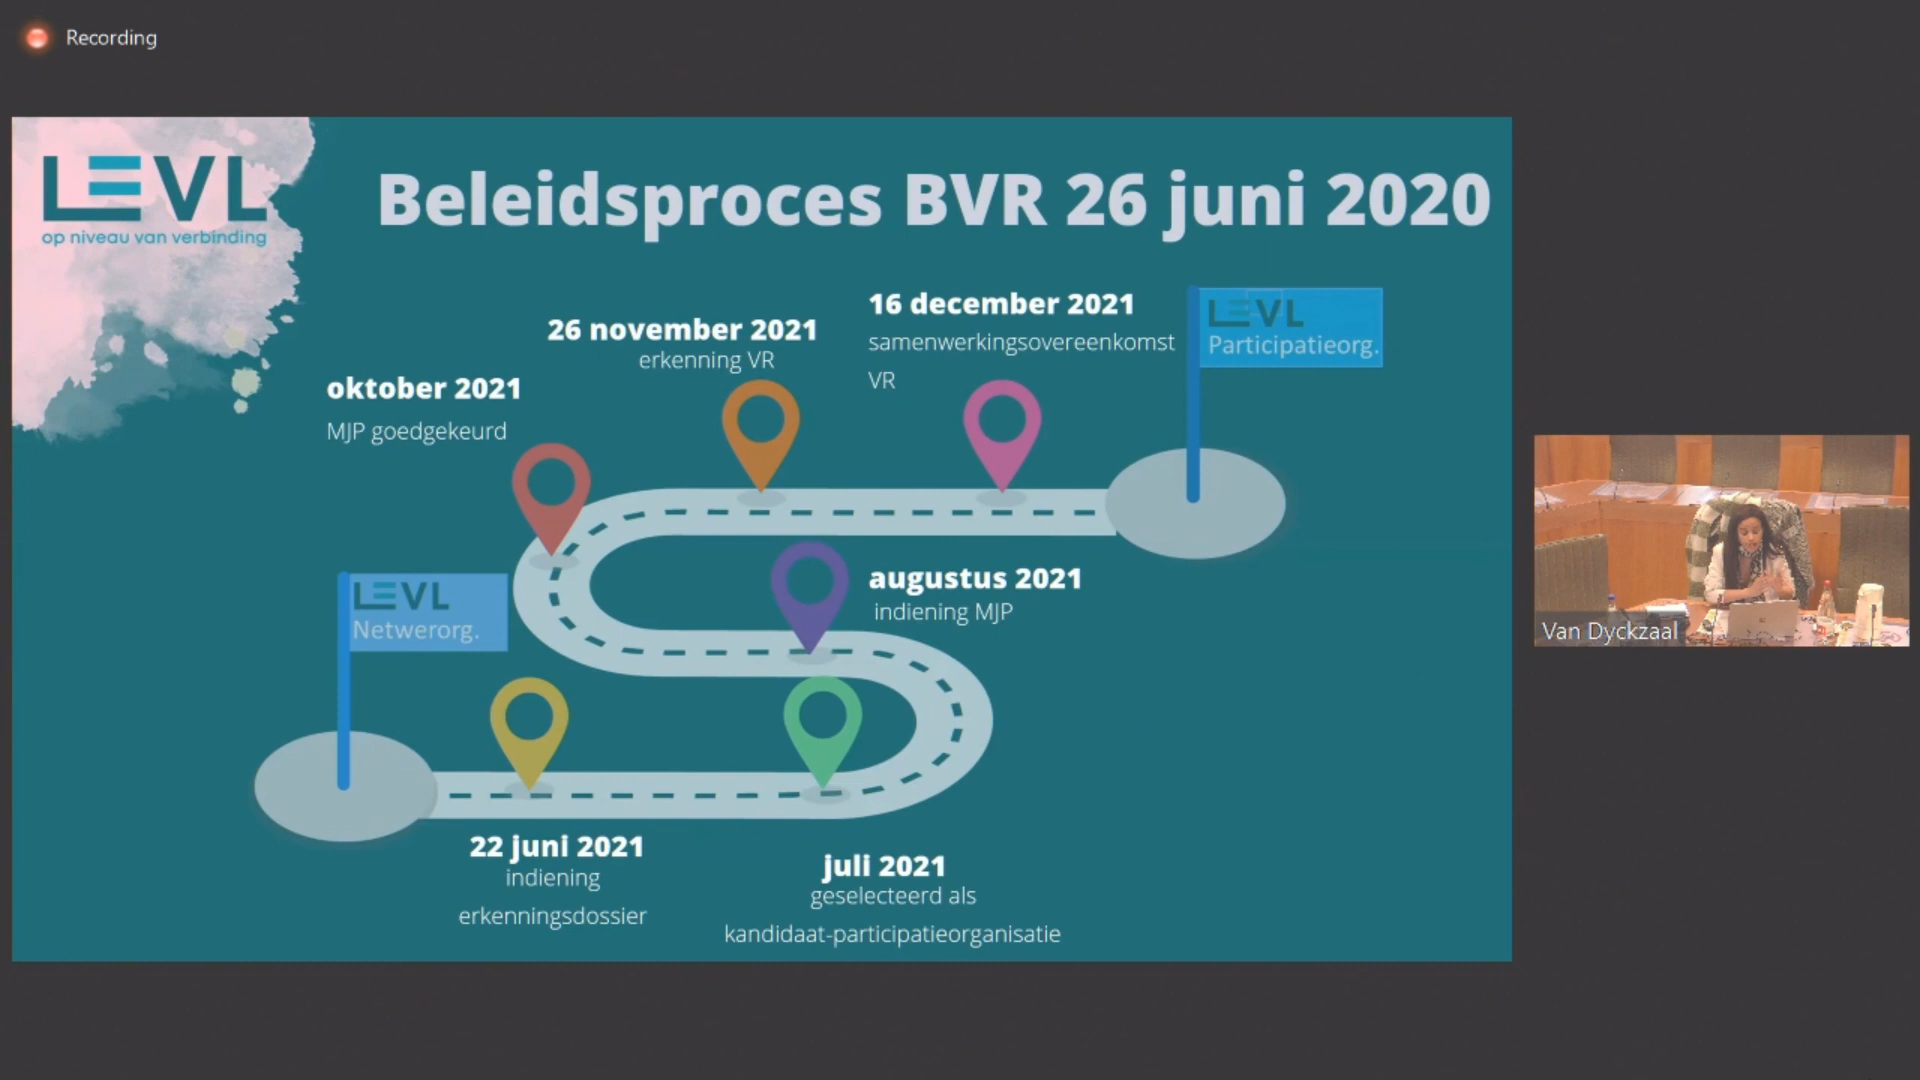 Recording
LEVL
op niveau van verbinding
Beleidsproces BVR 26 juni 2020
16 december 2021
samenwerkingsovereenkomst
VR
LEVL
Participatieorg.
26 november 2021
erkenning VR
oktober 2021
MJP goedgekeurd
augustus 2021
indiening MJP
LEVL
Netwerorg.
Van Dyckzaal
22 juni 2021
indiening
erkenningsdossier
juli 2021
geselecteerd als
kandidaat-participatieorganisatie